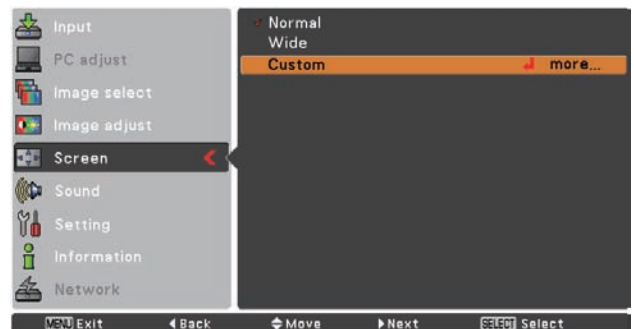 Input
PC adjust
Image select
Image adjust
Screen
Sound
Setting
Information
Network
Normal
Wide
Custom more...
MENU Exit Back Move Next SELECT Select